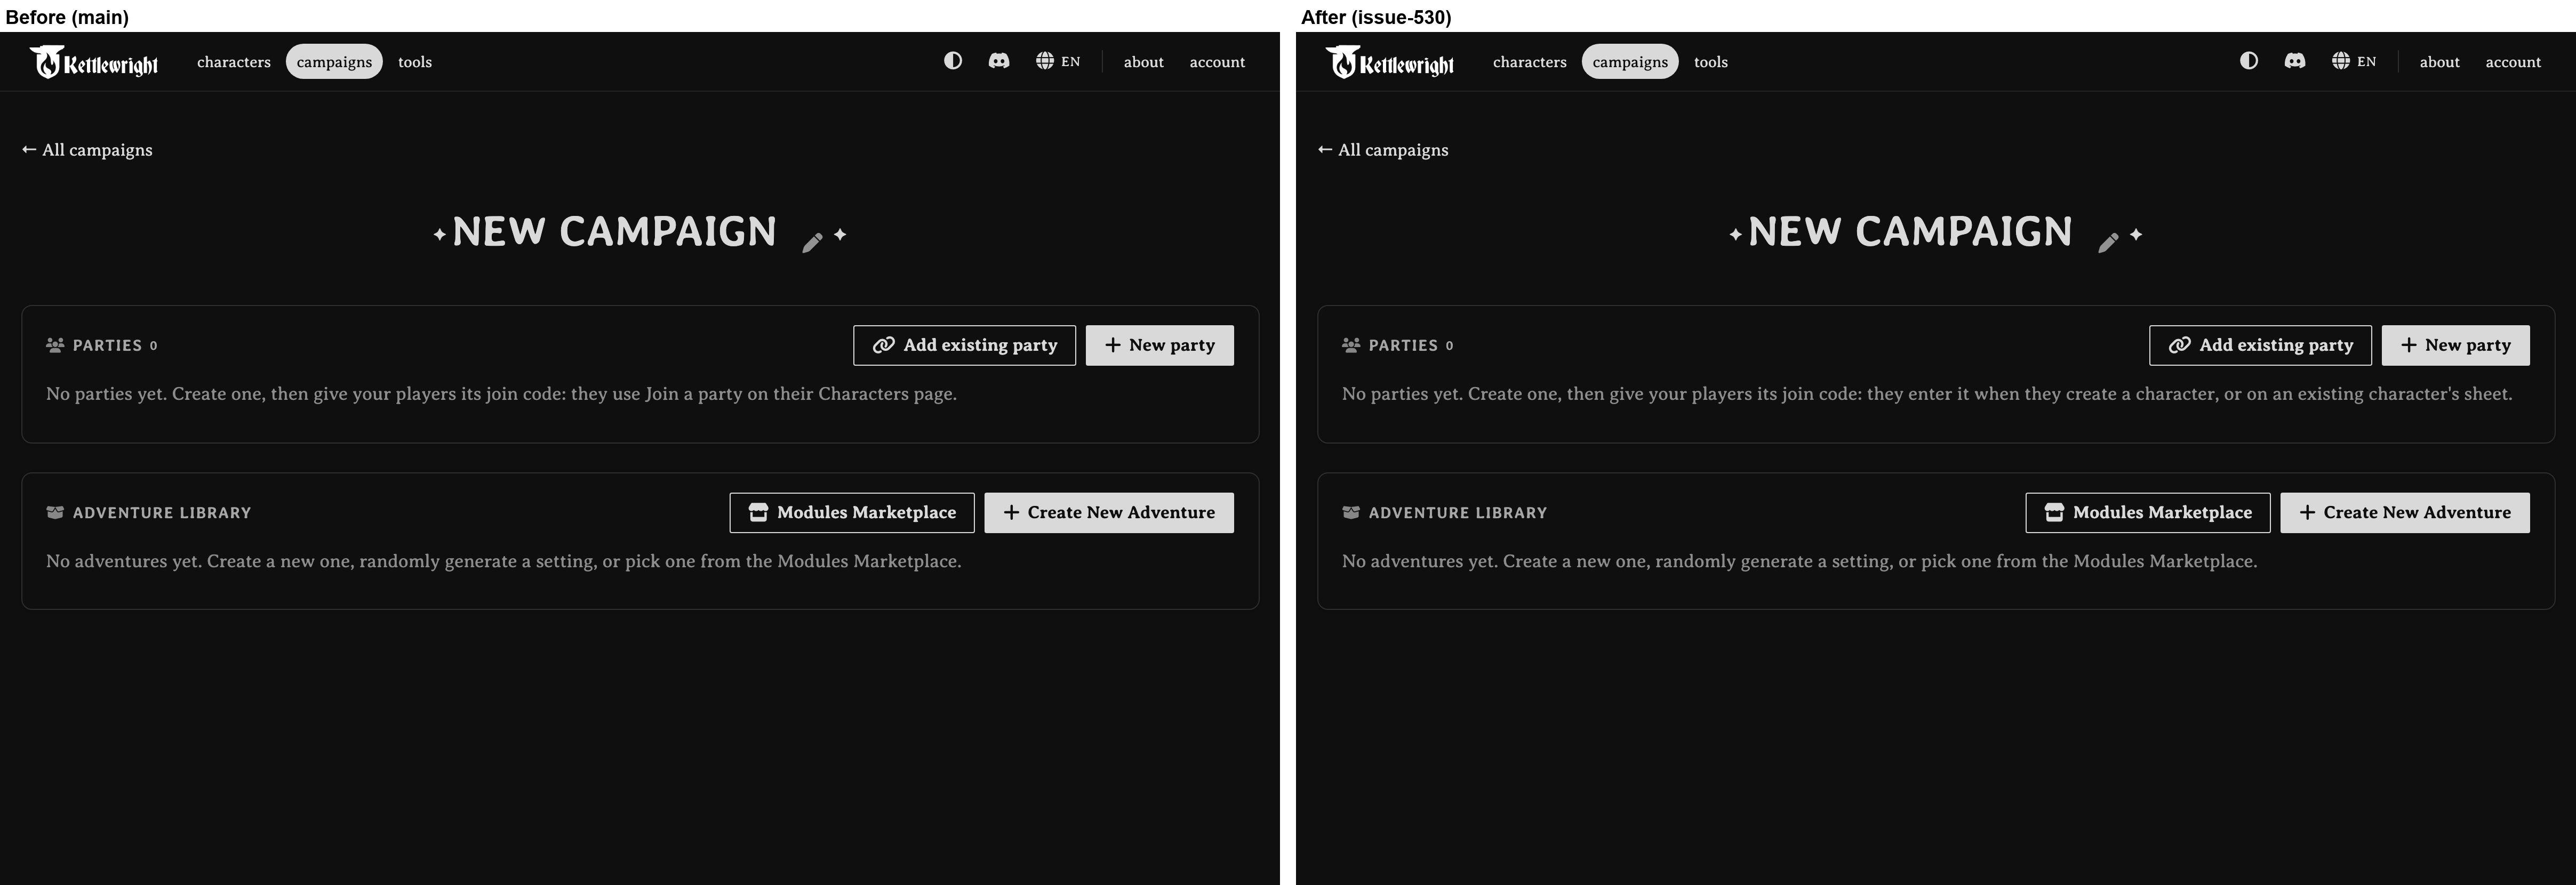 Before (main)
Kettlewright characters campaigns tools EN about account
← All campaigns
NEW CAMPAIGN
PARTIES 0 Add existing party + New party
No parties yet. Create one, then give your players its join code: they use Join a party on their Characters page.
ADVENTURE LIBRARY Modules Marketplace + Create New Adventure
No adventures yet. Create a new one, randomly generate a setting, or pick one from the Modules Marketplace.
After (issue-530)
Kettlewright characters campaigns tools EN about account
← All campaigns
NEW CAMPAIGN
PARTIES 0 Add existing party + New party
No parties yet. Create one, then give your players its join code: they enter it when they create a character, or on an existing character's sheet.
ADVENTURE LIBRARY Modules Marketplace + Create New Adventure
No adventures yet. Create a new one, randomly generate a setting, or pick one from the Modules Marketplace.